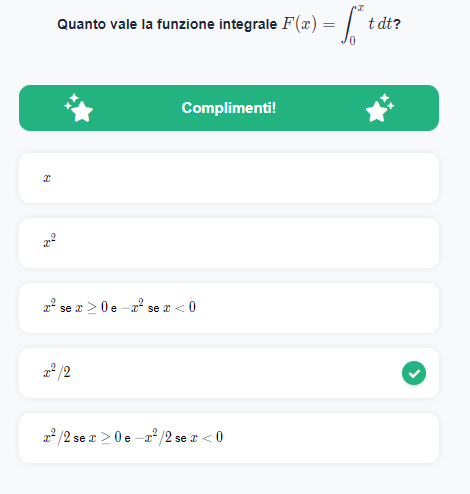 Quanto vale la funzione integrale $F(x) = \int_0^x t\,dt$?
Complimenti!
$x$
$x^2$
$x^2$ se $x \geq 0$ e $-x^2$ se $x < 0$
$x^2/2$
$x^2/2$ se $x \geq 0$ e $-x^2/2$ se $x < 0$